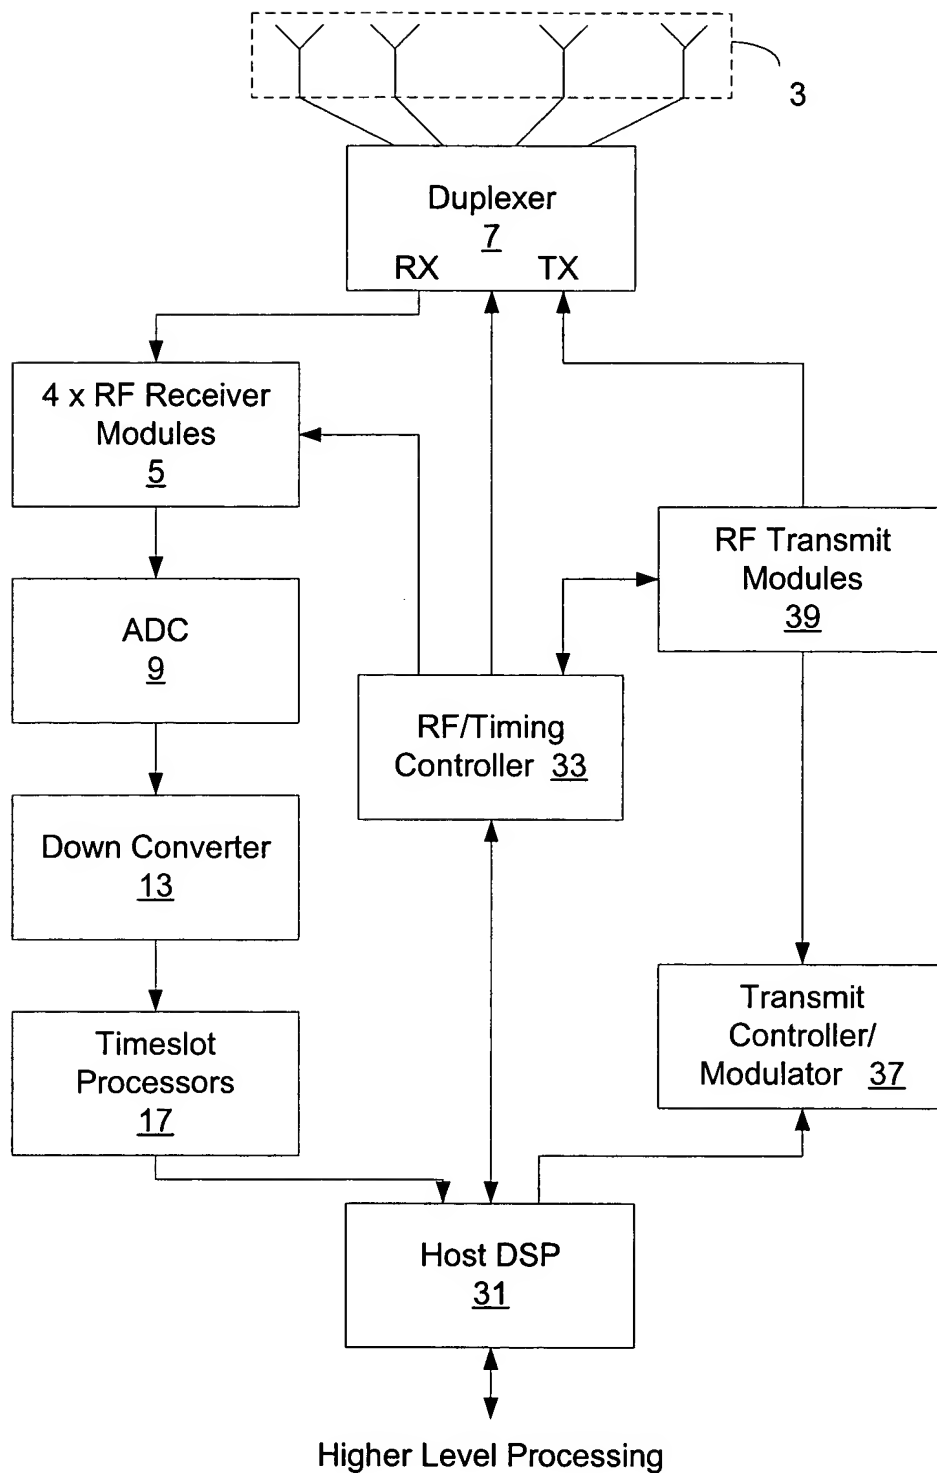 3
Duplexer
7
RX TX
4 x RF Receiver
Modules
5
RF Transmit
Modules
39
ADC
9
RF/Timing
Controller 33
Down Converter
13
Transmit
Controller/
Modulator 37
Timeslot
Processors
17
Host DSP
31
Higher Level Processing